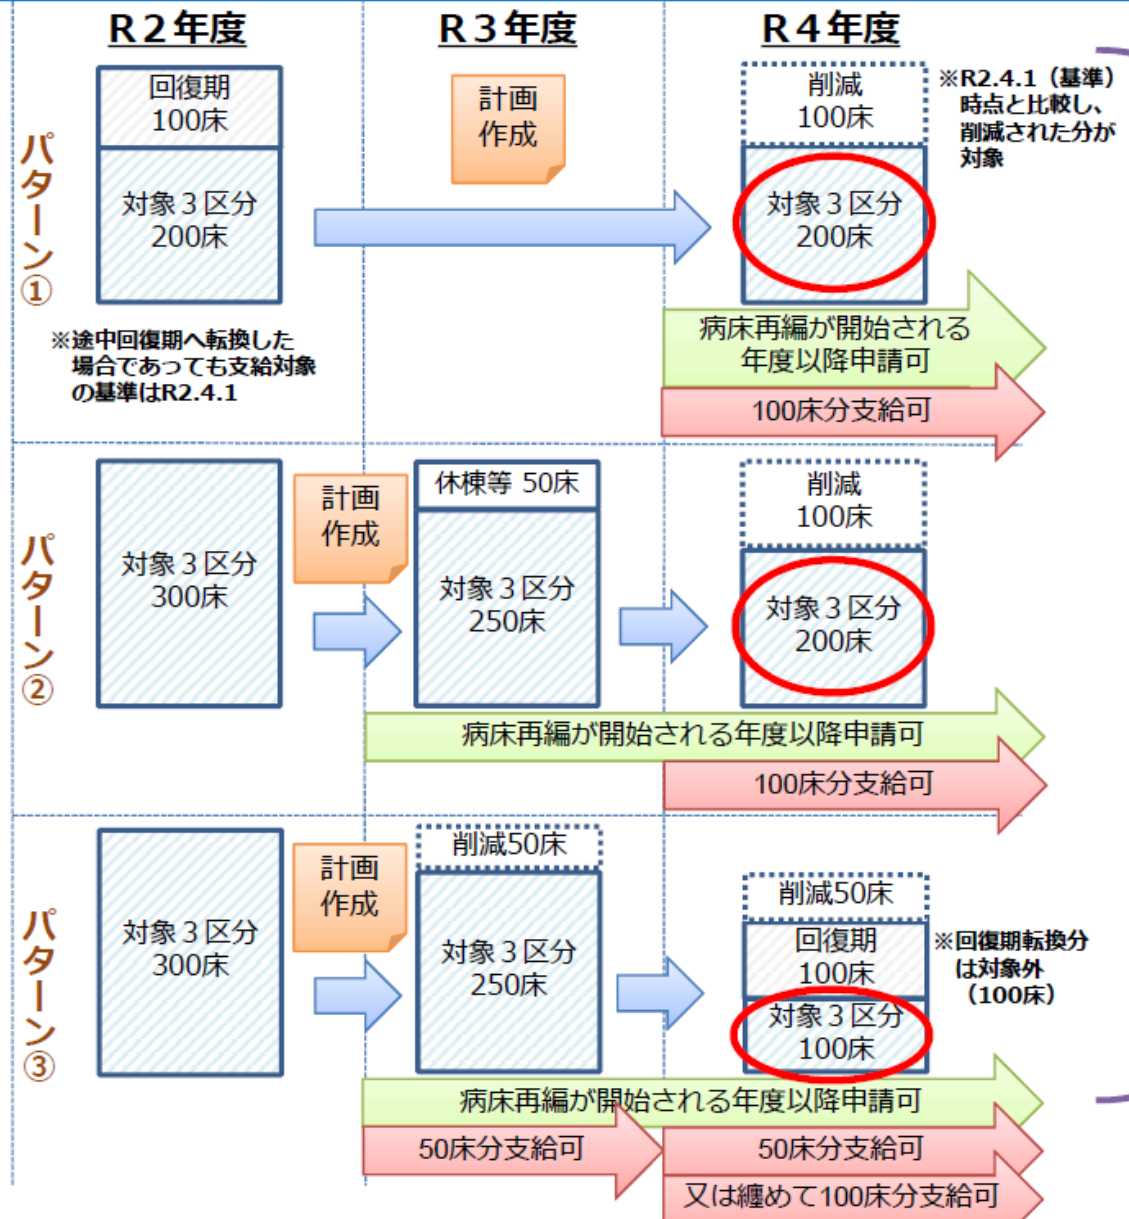 R２年度
R３年度
R４年度
パターン①
回復期
100床
対象３区分
200床
※途中回復期へ転換した
場合であっても支給対象
の基準はR2.4.1
計画
作成
削減
100床
対象３区分
200床
※R2.4.1（基準）
時点と比較し、
削減された分が
対象
病床再編が開始される
年度以降申請可
100床分支給可
パターン②
対象３区分
300床
計画
作成
休棟等 50床
対象３区分
250床
削減
100床
対象３区分
200床
病床再編が開始される年度以降申請可
100床分支給可
パターン③
対象３区分
300床
計画
作成
削減50床
対象３区分
250床
削減50床
回復期
100床
対象３区分
100床
※回復期転換分
は対象外
（100床）
病床再編が開始される年度以降申請可
50床分支給可
50床分支給可
又は纏めて100床分支給可